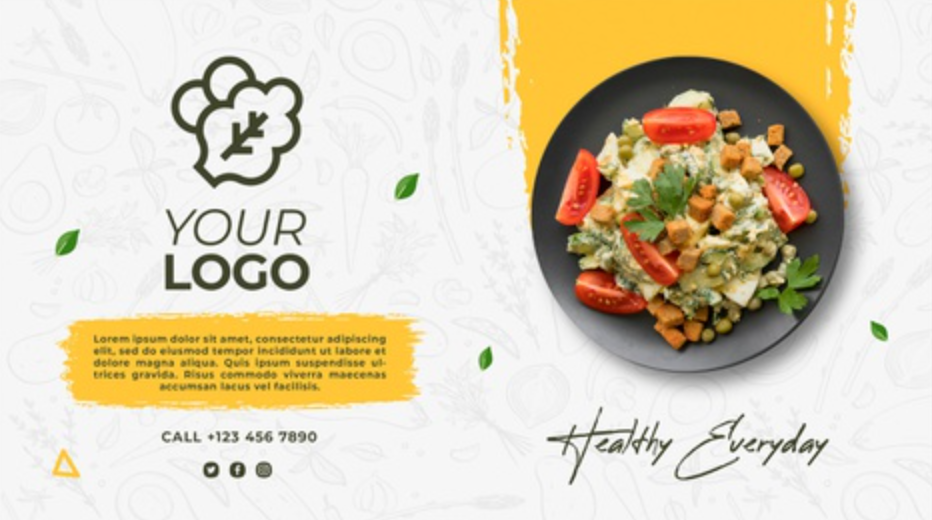 YOUR
LOGO
Lorem ipsum dolor sit amet, consectetur adipiscing
elit, sed do eiusmod tempor incididunt ut labore et
dolore magna aliqua. Quis ipsum suspendisse ul-
trices gravida. Risus commodo viverra maecenas
accumsan lacus vel facilisis.
CALL +123 456 7890
Healthy Everyday